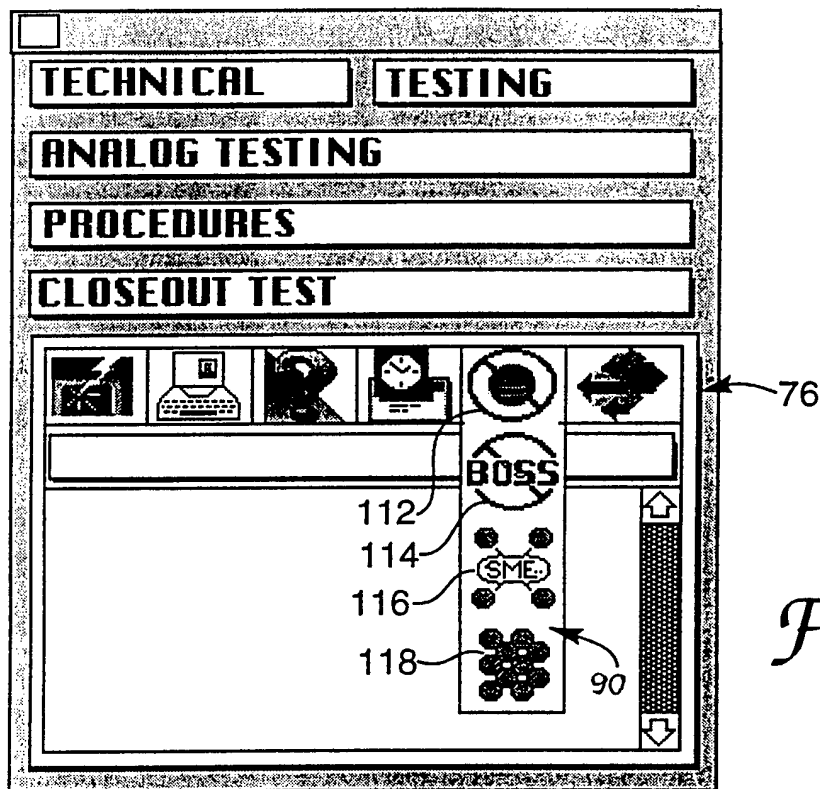 TECHNICAL
TESTING
ANALOG TESTING
PROCEDURES
CLOSEOUT TEST
76
BOSS
112
114
SME..
116
118
90
F